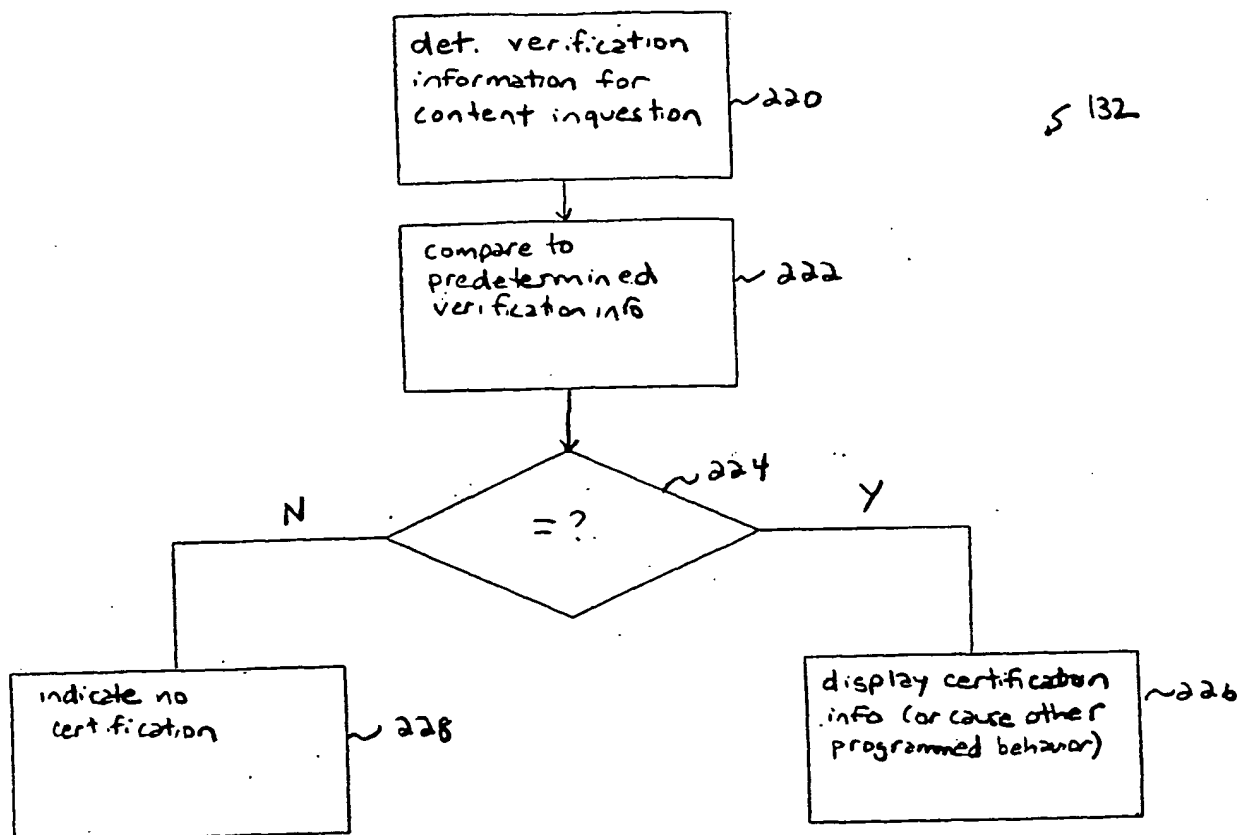 det. verification
information for
content inquestion
220
132
compare to
predetermined
verification info
222
224
N
= ?
Y
indicate no
certification
228
display certification
info (or cause other
programmed behavior)
226